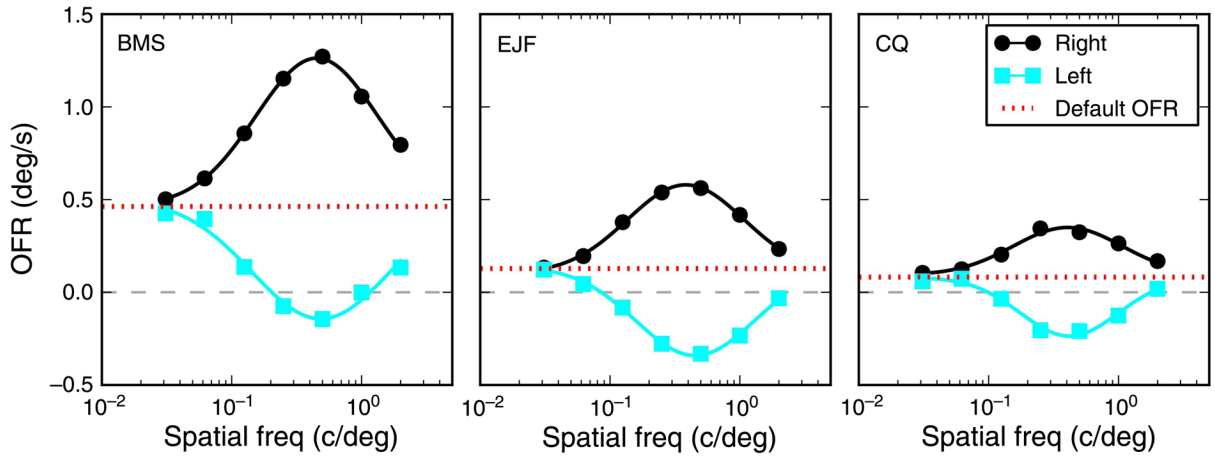 BMS
EJF
CQ
Right
Left
Default OFR
OFR (deg/s)
1.5
1.0
0.5
0.0
−0.5
10⁻² 10⁻¹ 10⁰
10⁻² 10⁻¹ 10⁰
10⁻² 10⁻¹ 10⁰
Spatial freq (c/deg)
Spatial freq (c/deg)
Spatial freq (c/deg)